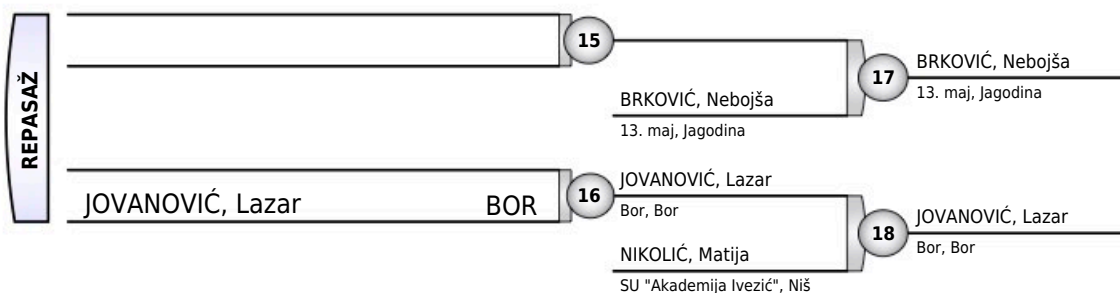 REPASAŽ
15
BRKOVIĆ, Nebojša
13. maj, Jagodina
17
BRKOVIĆ, Nebojša
13. maj, Jagodina
JOVANOVIĆ, Lazar BOR
16
JOVANOVIĆ, Lazar
Bor, Bor
NIKOLIĆ, Matija
SU "Akademija Ivezić", Niš
18
JOVANOVIĆ, Lazar
Bor, Bor